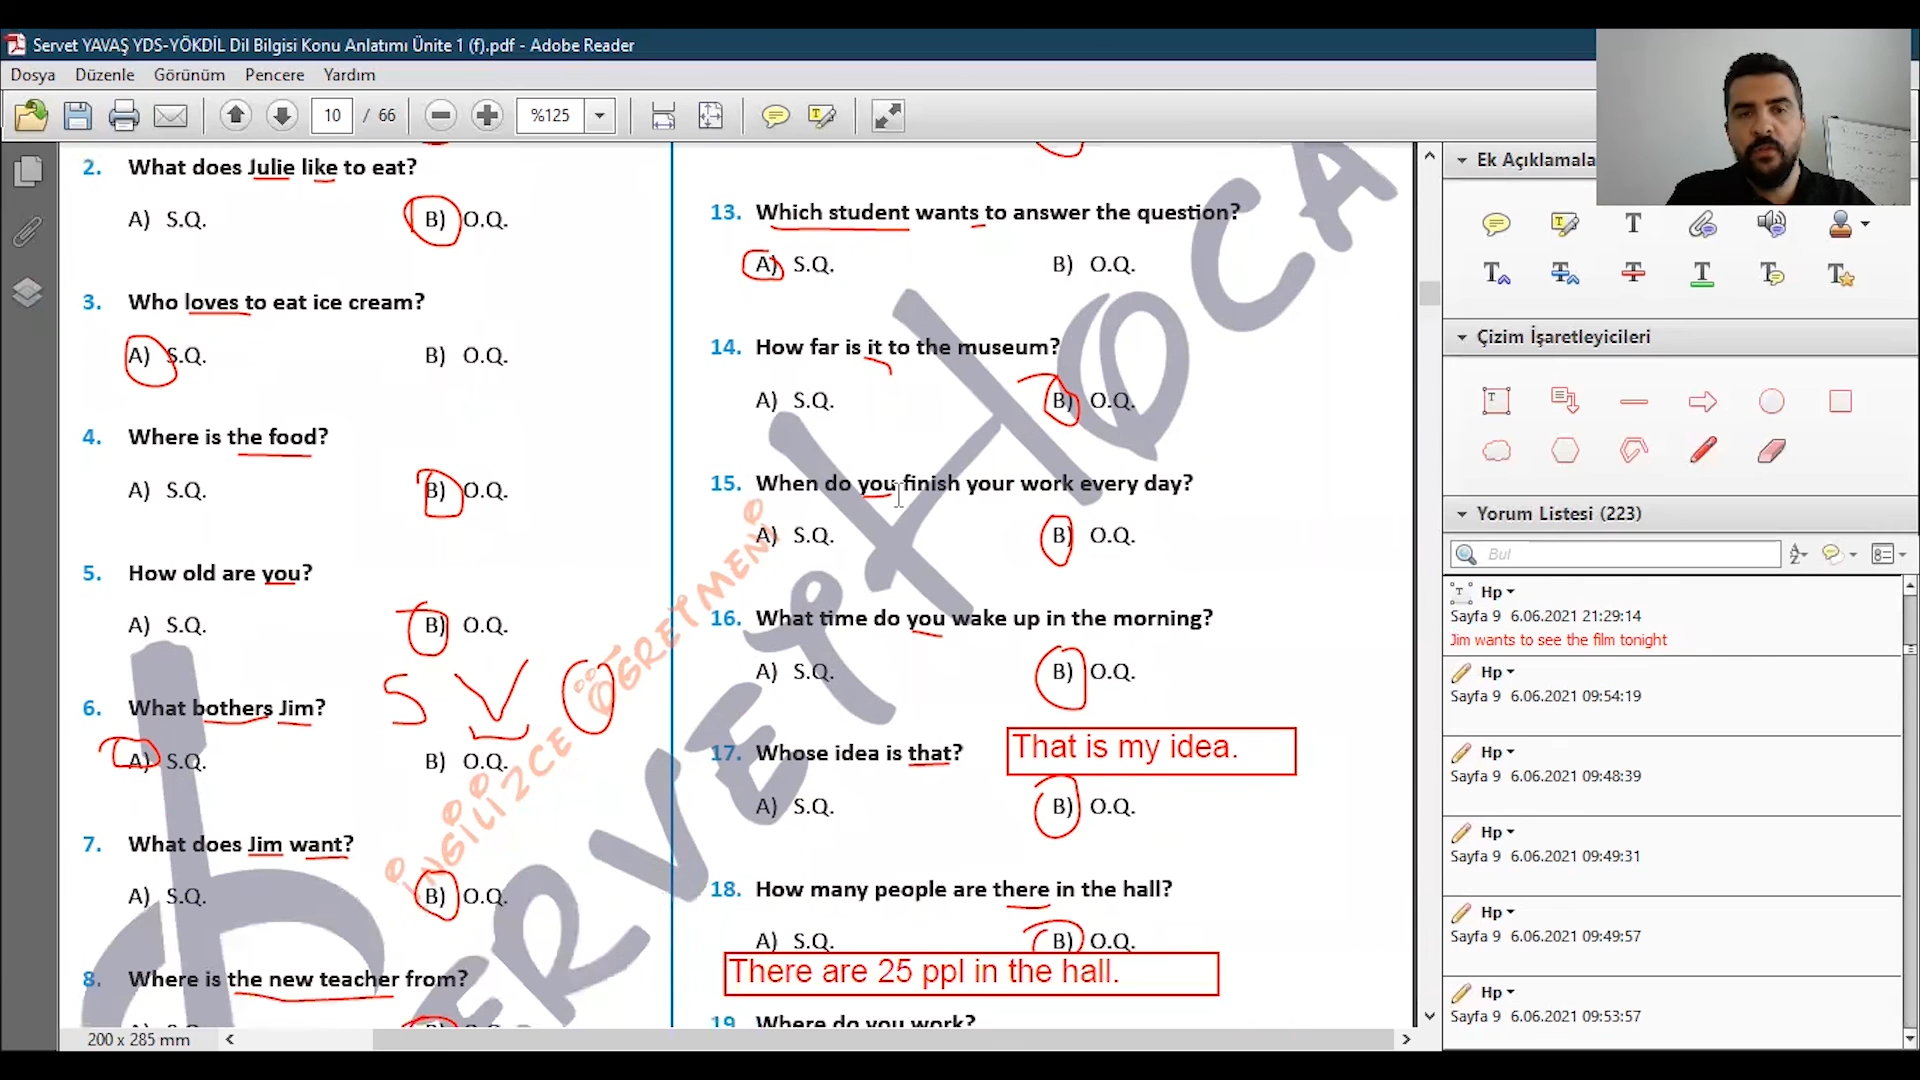 Servet YAVAŞ YDS-YÖKDİL Dil Bilgisi Konu Anlatımı Ünite 1 (f).pdf - Adobe Reader
Dosya Düzenle Görünüm Pencere Yardım
10 / 66 %125
2. What does Julie like to eat?
A) S.Q. B) O.Q.
3. Who loves to eat ice cream?
A) S.Q. B) O.Q.
4. Where is the food?
A) S.Q. B) O.Q.
5. How old are you?
A) S.Q. B) O.Q.
S V O
6. What bothers Jim?
A) S.Q. B) O.Q.
7. What does Jim want?
A) S.Q. B) O.Q.
8. Where is the new teacher from?
13. Which student wants to answer the question?
A) S.Q. B) O.Q.
14. How far is it to the museum?
A) S.Q. B) O.Q.
15. When do you finish your work every day?
A) S.Q. B) O.Q.
16. What time do you wake up in the morning?
A) S.Q. B) O.Q.
17. Whose idea is that?
That is my idea.
A) S.Q. B) O.Q.
18. How many people are there in the hall?
A) S.Q. B) O.Q.
There are 25 ppl in the hall.
19. Where do you work?
İNGİLİZCE ÖĞRETMENİ
SERVET HOCA
200 x 285 mm
Ek Açıklamala
Çizim İşaretleyicileri
Yorum Listesi (223)
Bul
Hp
Sayfa 9 6.06.2021 21:29:14
Jim wants to see the film tonight
Hp
Sayfa 9 6.06.2021 09:54:19
Hp
Sayfa 9 6.06.2021 09:48:39
Hp
Sayfa 9 6.06.2021 09:49:31
Hp
Sayfa 9 6.06.2021 09:49:57
Hp
Sayfa 9 6.06.2021 09:53:57